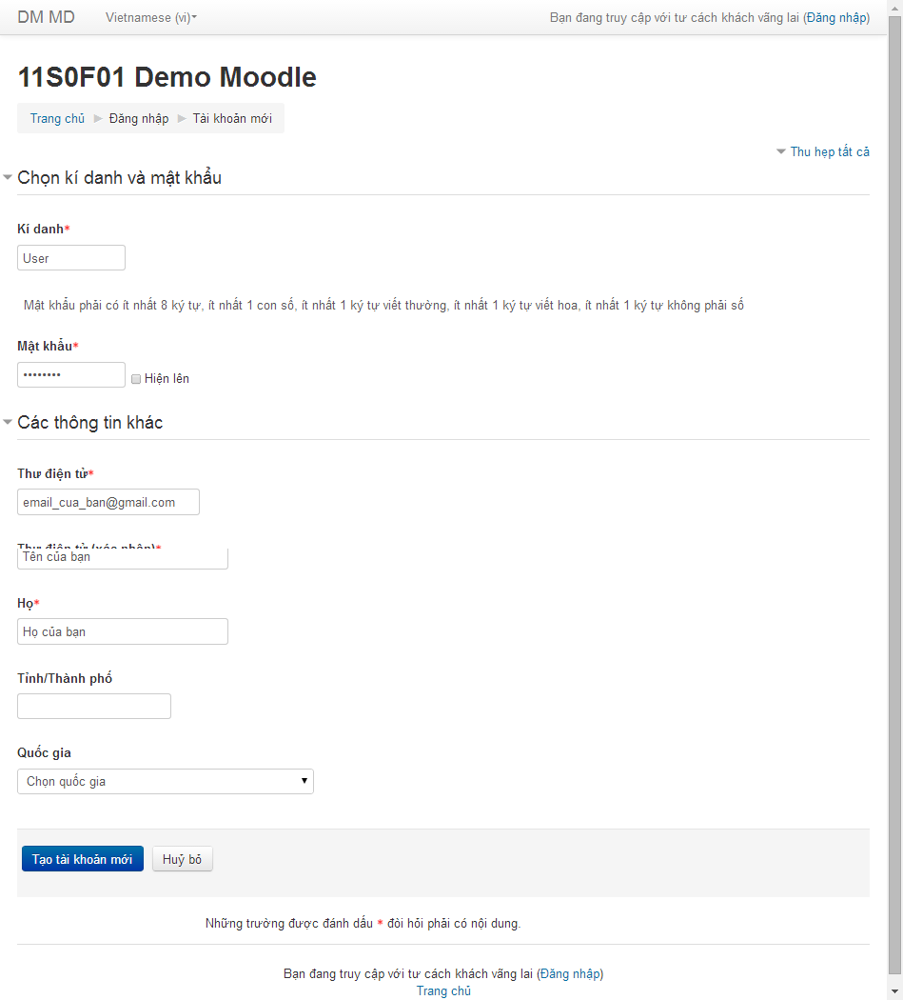 DM MD Vietnamese (vi) Bạn đang truy cập với tư cách khách vãng lai (Đăng nhập)
11S0F01 Demo Moodle
Trang chủ ► Đăng nhập ► Tài khoản mới
Thu hẹp tất cả
Chọn kí danh và mật khẩu
Kí danh*
User
Mật khẩu phải có ít nhất 8 ký tự, ít nhất 1 con số, ít nhất 1 ký tự viết thường, ít nhất 1 ký tự viết hoa, ít nhất 1 ký tự không phải số
Mật khẩu*
•••••••• Hiện lên
Các thông tin khác
Thư điện tử*
email_cua_ban@gmail.com
Thư điện tử (xác nhận)*
Tên của bạn
Họ*
Họ của bạn
Tỉnh/Thành phố
Quốc gia
Chọn quốc gia
Tạo tài khoản mới Huỷ bỏ
Những trường được đánh dấu * đòi hỏi phải có nội dung.
Bạn đang truy cập với tư cách khách vãng lai (Đăng nhập)
Trang chủ